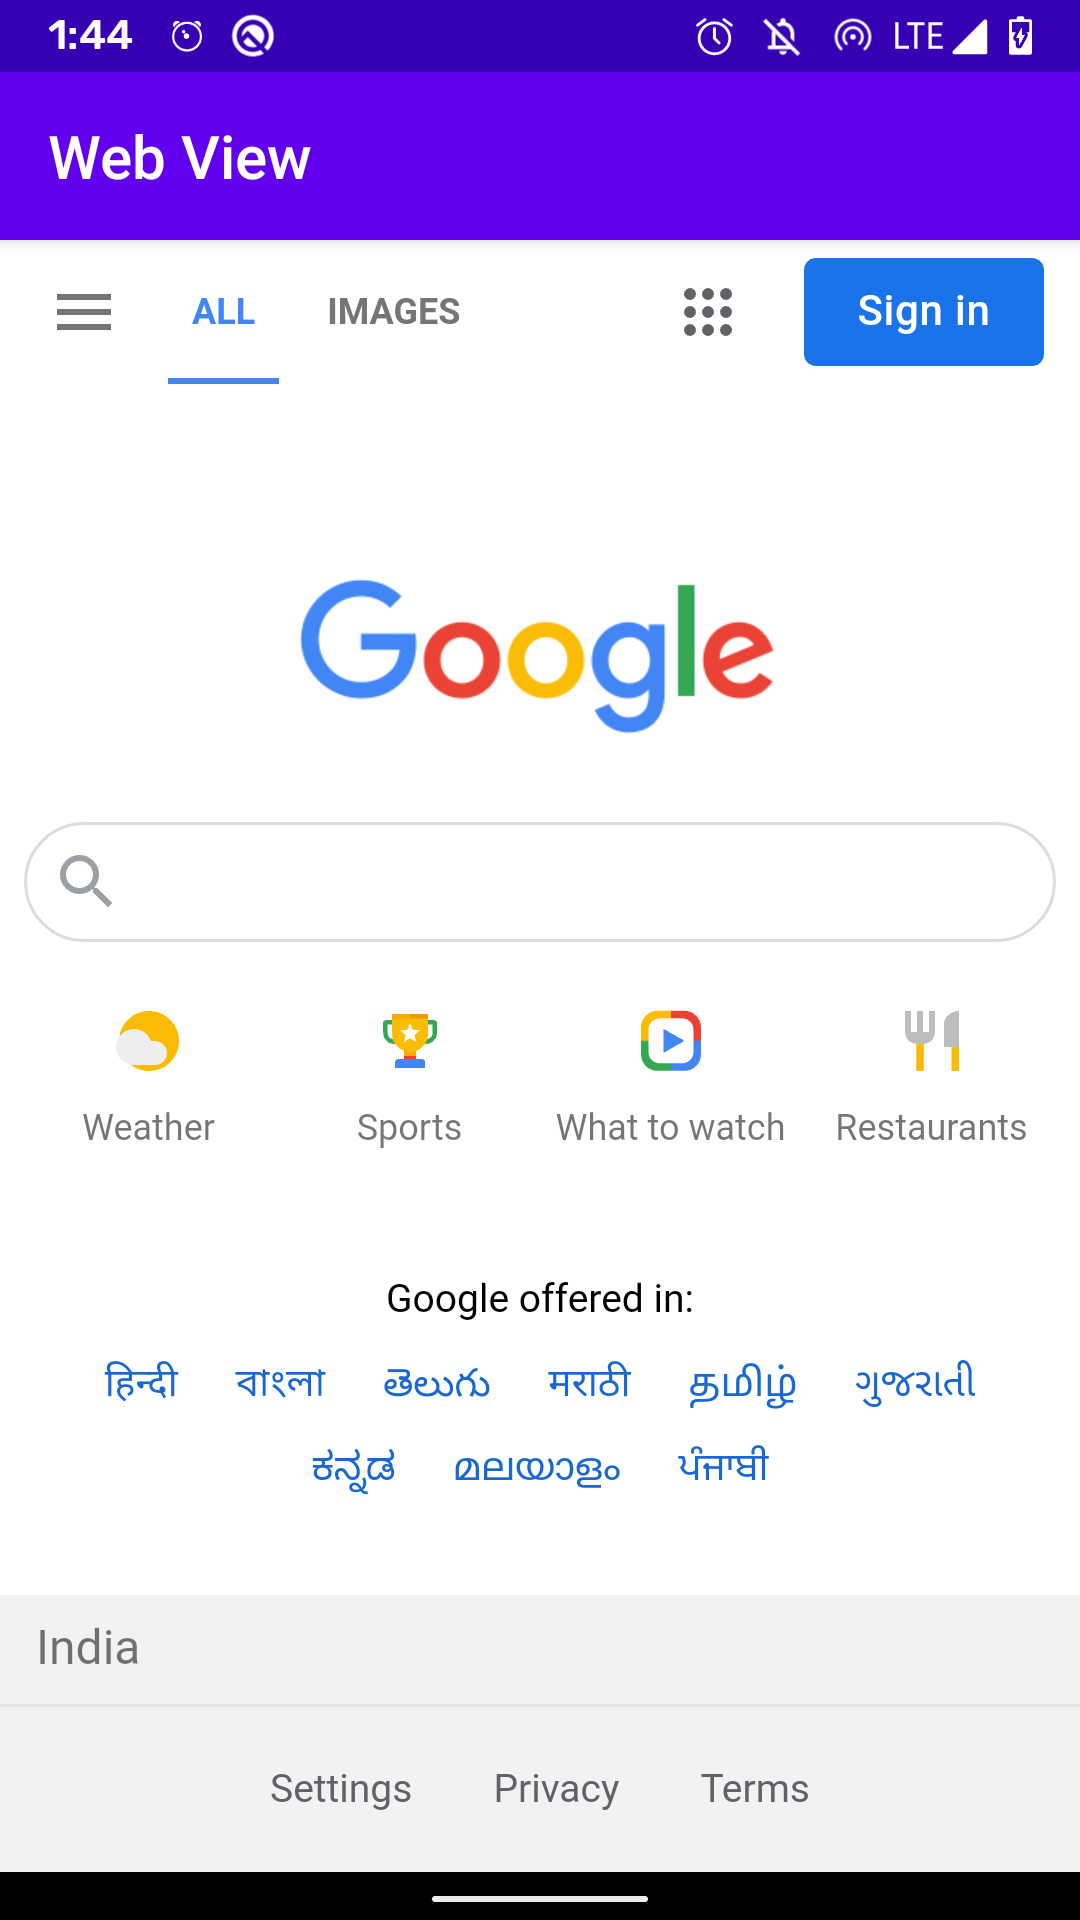 1:44 LTE
Web View
ALL IMAGES Sign in
Google
Weather Sports What to watch Restaurants
Google offered in:
हिन्दी বাংলা తెలుగు मराठी தமிழ் ગુજરાતી
ಕನ್ನಡ മലയാളം ਪੰਜਾਬੀ
India
Settings Privacy Terms